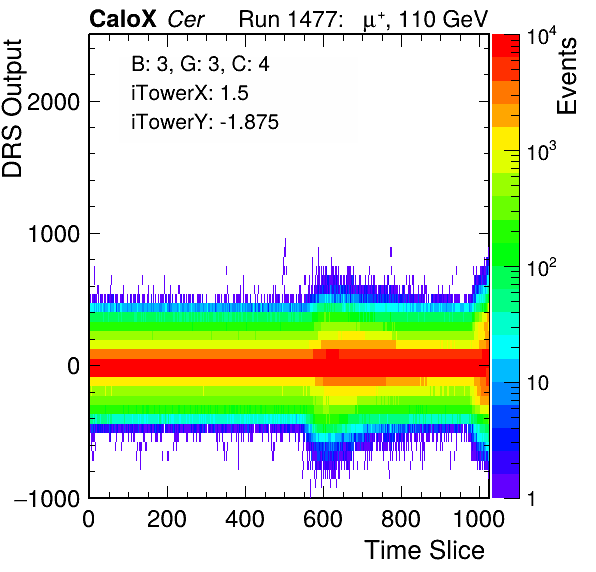 CaloX Cer Run 1477: μ⁺, 110 GeV
B: 3, G: 3, C: 4
iTowerX: 1.5
iTowerY: -1.875
DRS Output
2000
1000
0
−1000
0 200 400 600 800 1000
Time Slice
10⁴
10³
10²
10
1
Events